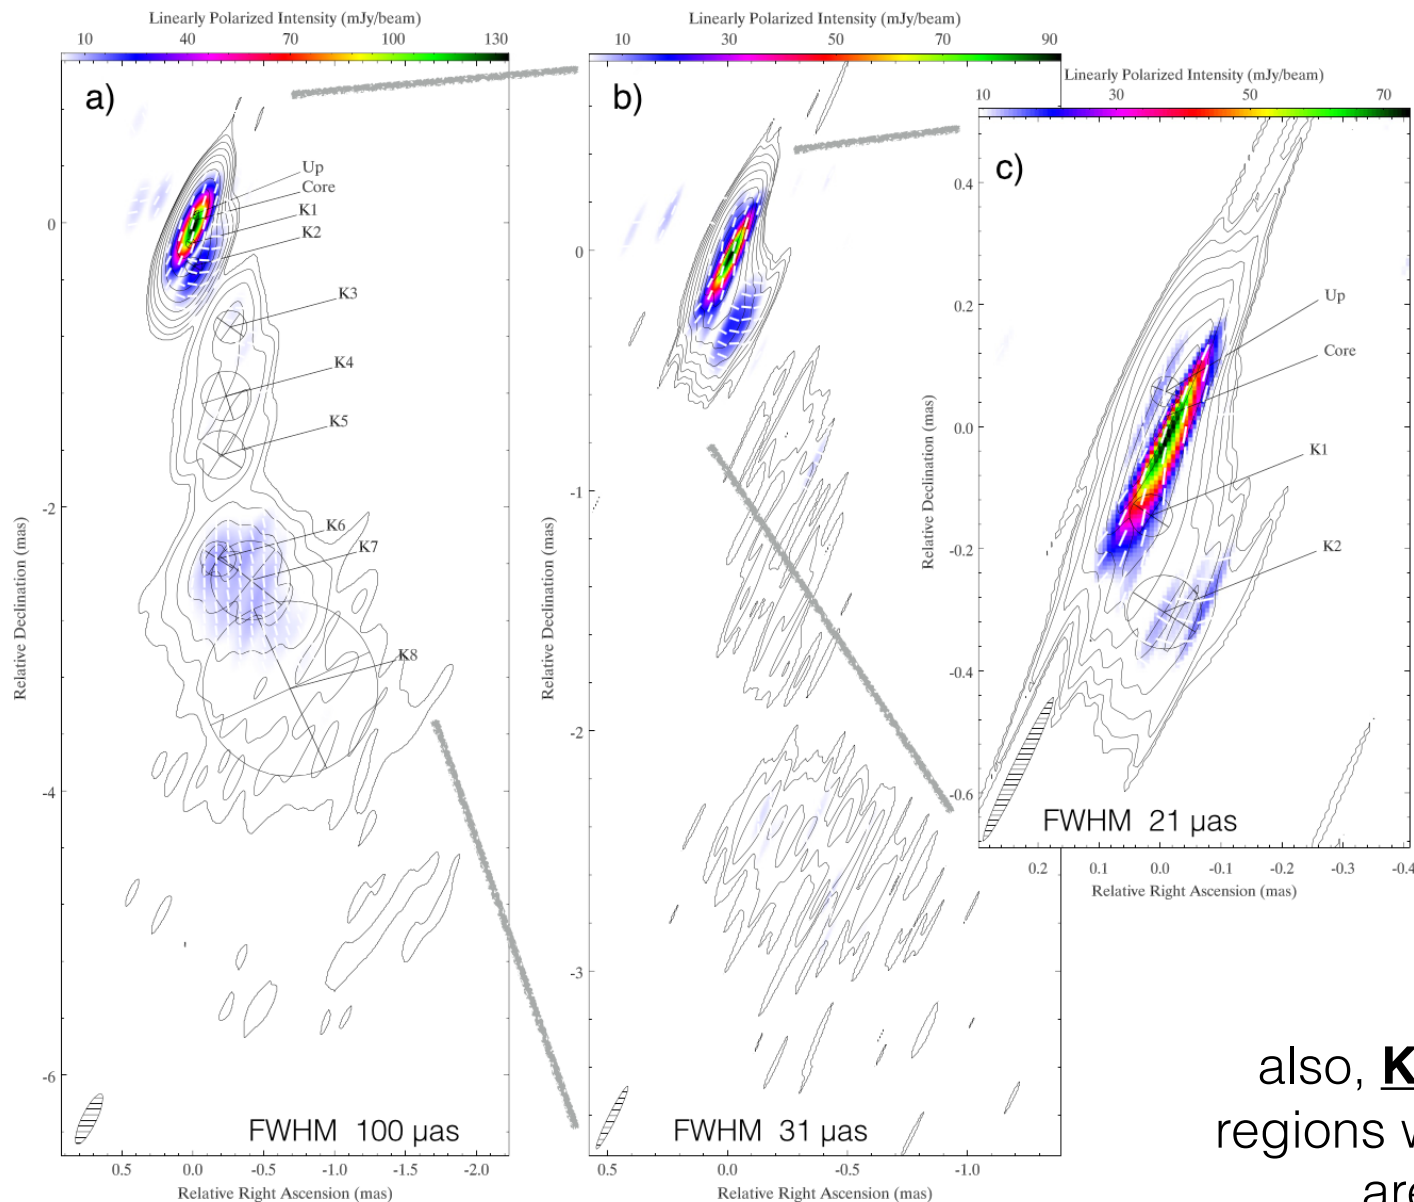 Linearly Polarized Intensity (mJy/beam)
10 40 70 100 130
a)
Up
Core
K1
K2
K3
K4
K5
K6
K7
K8
0
-2
-4
-6
Relative Declination (mas)
FWHM 100 µas
0.5 0.0 -0.5 -1.0 -1.5 -2.0
Relative Right Ascension (mas)
Linearly Polarized Intensity (mJy/beam)
10 30 50 70 90
b)
0
-1
-2
-3
Relative Declination (mas)
FWHM 31 µas
0.5 0.0 -0.5 -1.0
Relative Right Ascension (mas)
Linearly Polarized Intensity (mJy/beam)
10 30 50 70
c)
Up
Core
K1
K2
0.4
0.2
0.0
-0.2
-0.4
-0.6
Relative Declination (mas)
FWHM 21 µas
0.2 0.1 0.0 -0.1 -0.2 -0.3 -0.4
Relative Right Ascension (mas)
also, K
regions